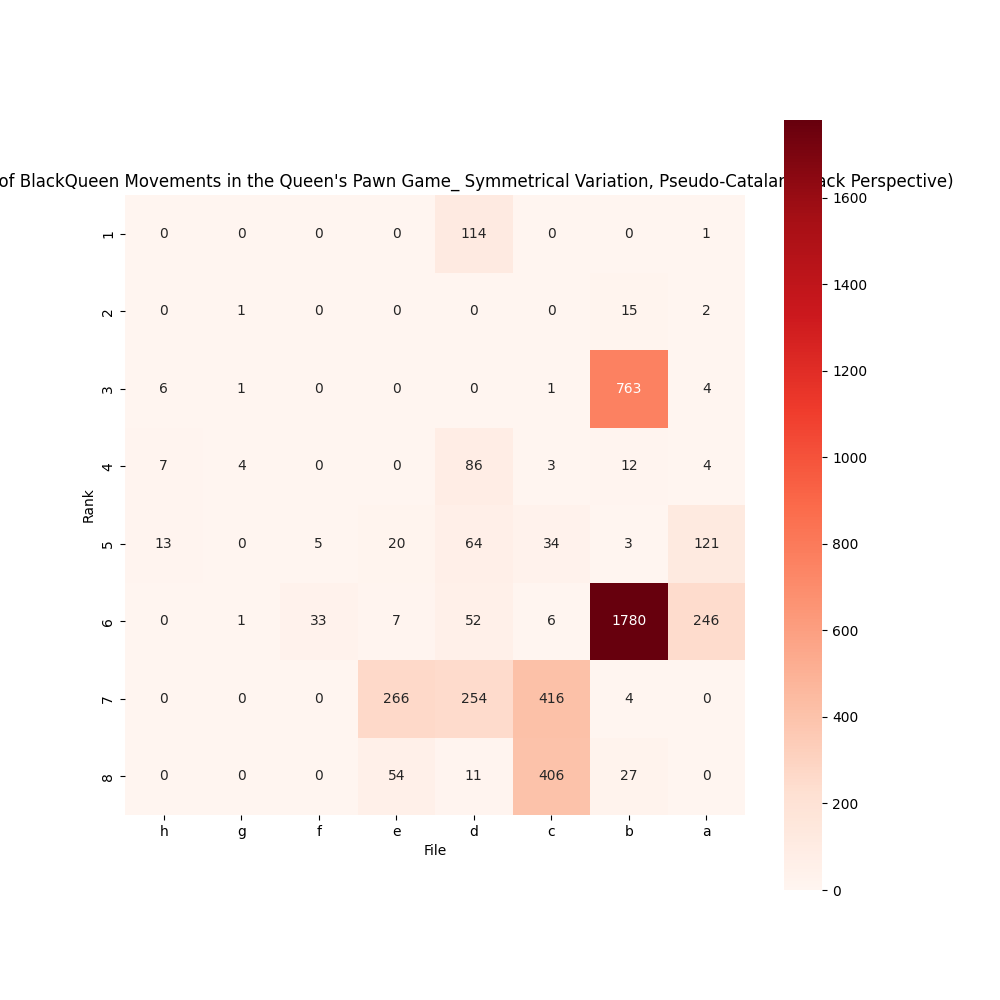 of BlackQueen Movements in the Queen's Pawn Game_ Symmetrical Variation, Pseudo-Catalan ack Perspective)
1 0 0 0 0 114 0 0 1
2 0 1 0 0 0 0 15 2
3 6 1 0 0 0 1 763 4
4 7 4 0 0 86 3 12 4
5 13 0 5 20 64 34 3 121
6 0 1 33 7 52 6 1780 246
7 0 0 0 266 254 416 4 0
8 0 0 0 54 11 406 27 0
h g f e d c b a
File
Rank
1600
1400
1200
1000
800
600
400
200
0